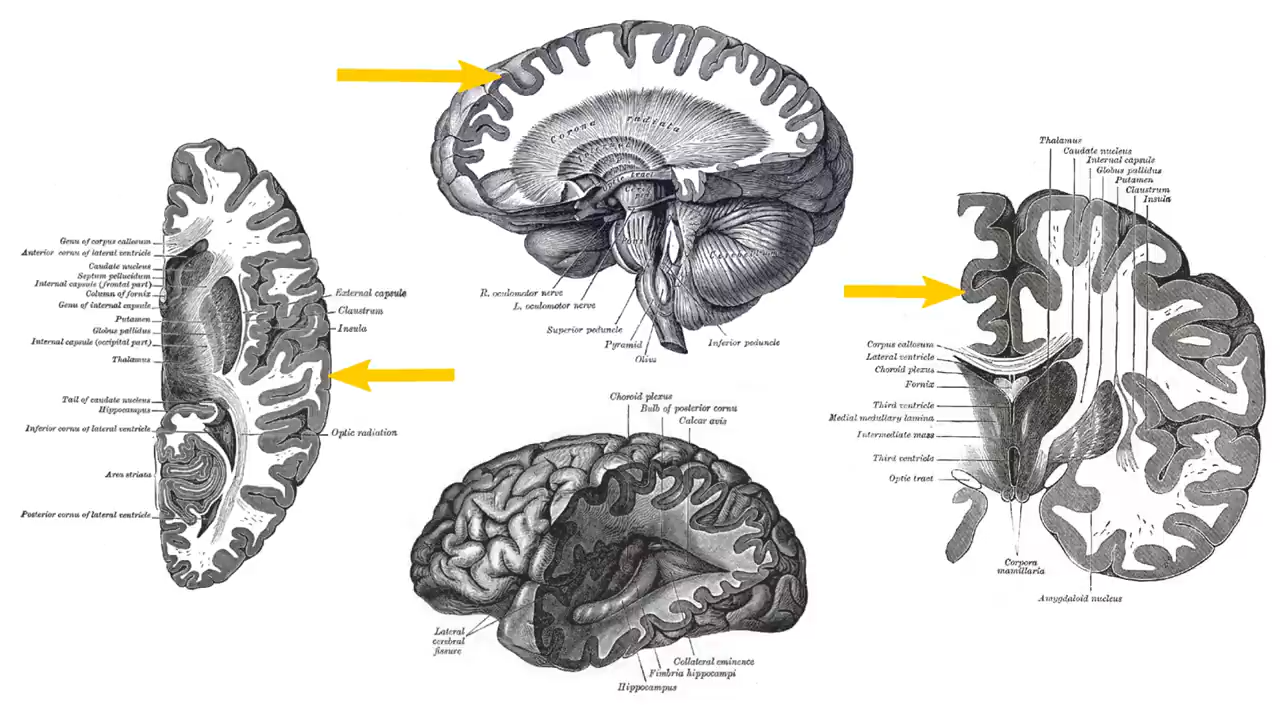 Corona radiata
Optic tract
R. oculomotor nerve
L. oculomotor nerve
Superior peduncle
Pyramid
Olive
Inferior peduncle
Genu of corpus callosum
Anterior cornu of lateral ventricle
Caudate nucleus
Septum pellucidum
Internal capsule (frontal part)
Column of fornix
Genu of internal capsule
Putamen
Globus pallidus
Internal capsule (occipital part)
Thalamus
Tail of caudate nucleus
Hippocampus
Inferior cornu of lateral ventricle
Area striata
Posterior cornu of lateral ventricle
External capsule
Claustrum
Insula
Optic radiation
Choroid plexus
Bulb of posterior cornu
Calcar avis
Lateral
cerebral
fissure
Collateral eminence
Fimbria hippocampi
Hippocampus
Thalamus
Caudate nucleus
Internal capsule
Globus pallidus
Putamen
Claustrum
Insula
Corpus callosum
Lateral ventricle
Choroid plexus
Fornix
Third ventricle
Medial medullary lamina
Intermediate mass
Third ventricle
Optic tract
Corpora
mamillaria
Amygdaloid nucleus